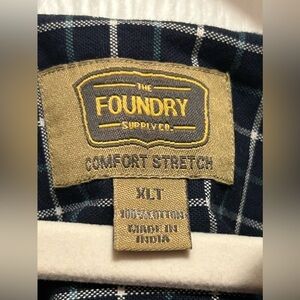 THE
FOUNDRY
SUPPLY CO.
COMFORT STRETCH
XLT
100% COTTON
MADE IN
INDIA